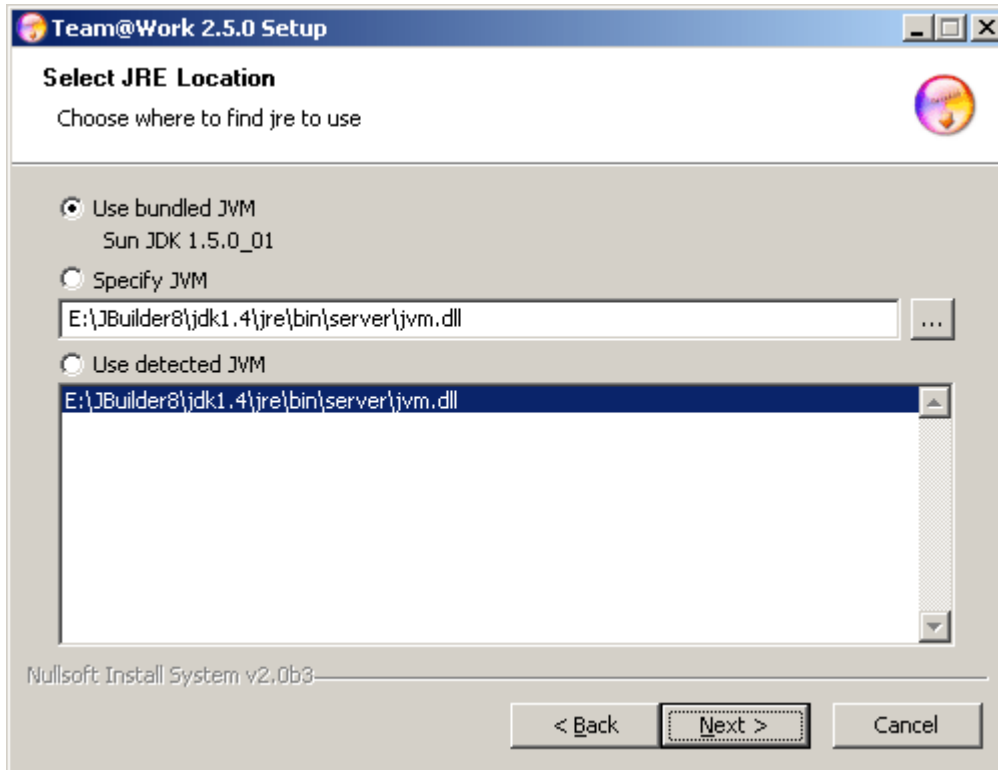 Team@Work 2.5.0 Setup
Select JRE Location
Choose where to find jre to use
Use bundled JVM
Sun JDK 1.5.0_01
Specify JVM
E:\JBuilder8\jdk1.4\jre\bin\server\jvm.dll
...
Use detected JVM
E:\JBuilder8\jdk1.4\jre\bin\server\jvm.dll
Nullsoft Install System v2.0b3
< Back Next > Cancel